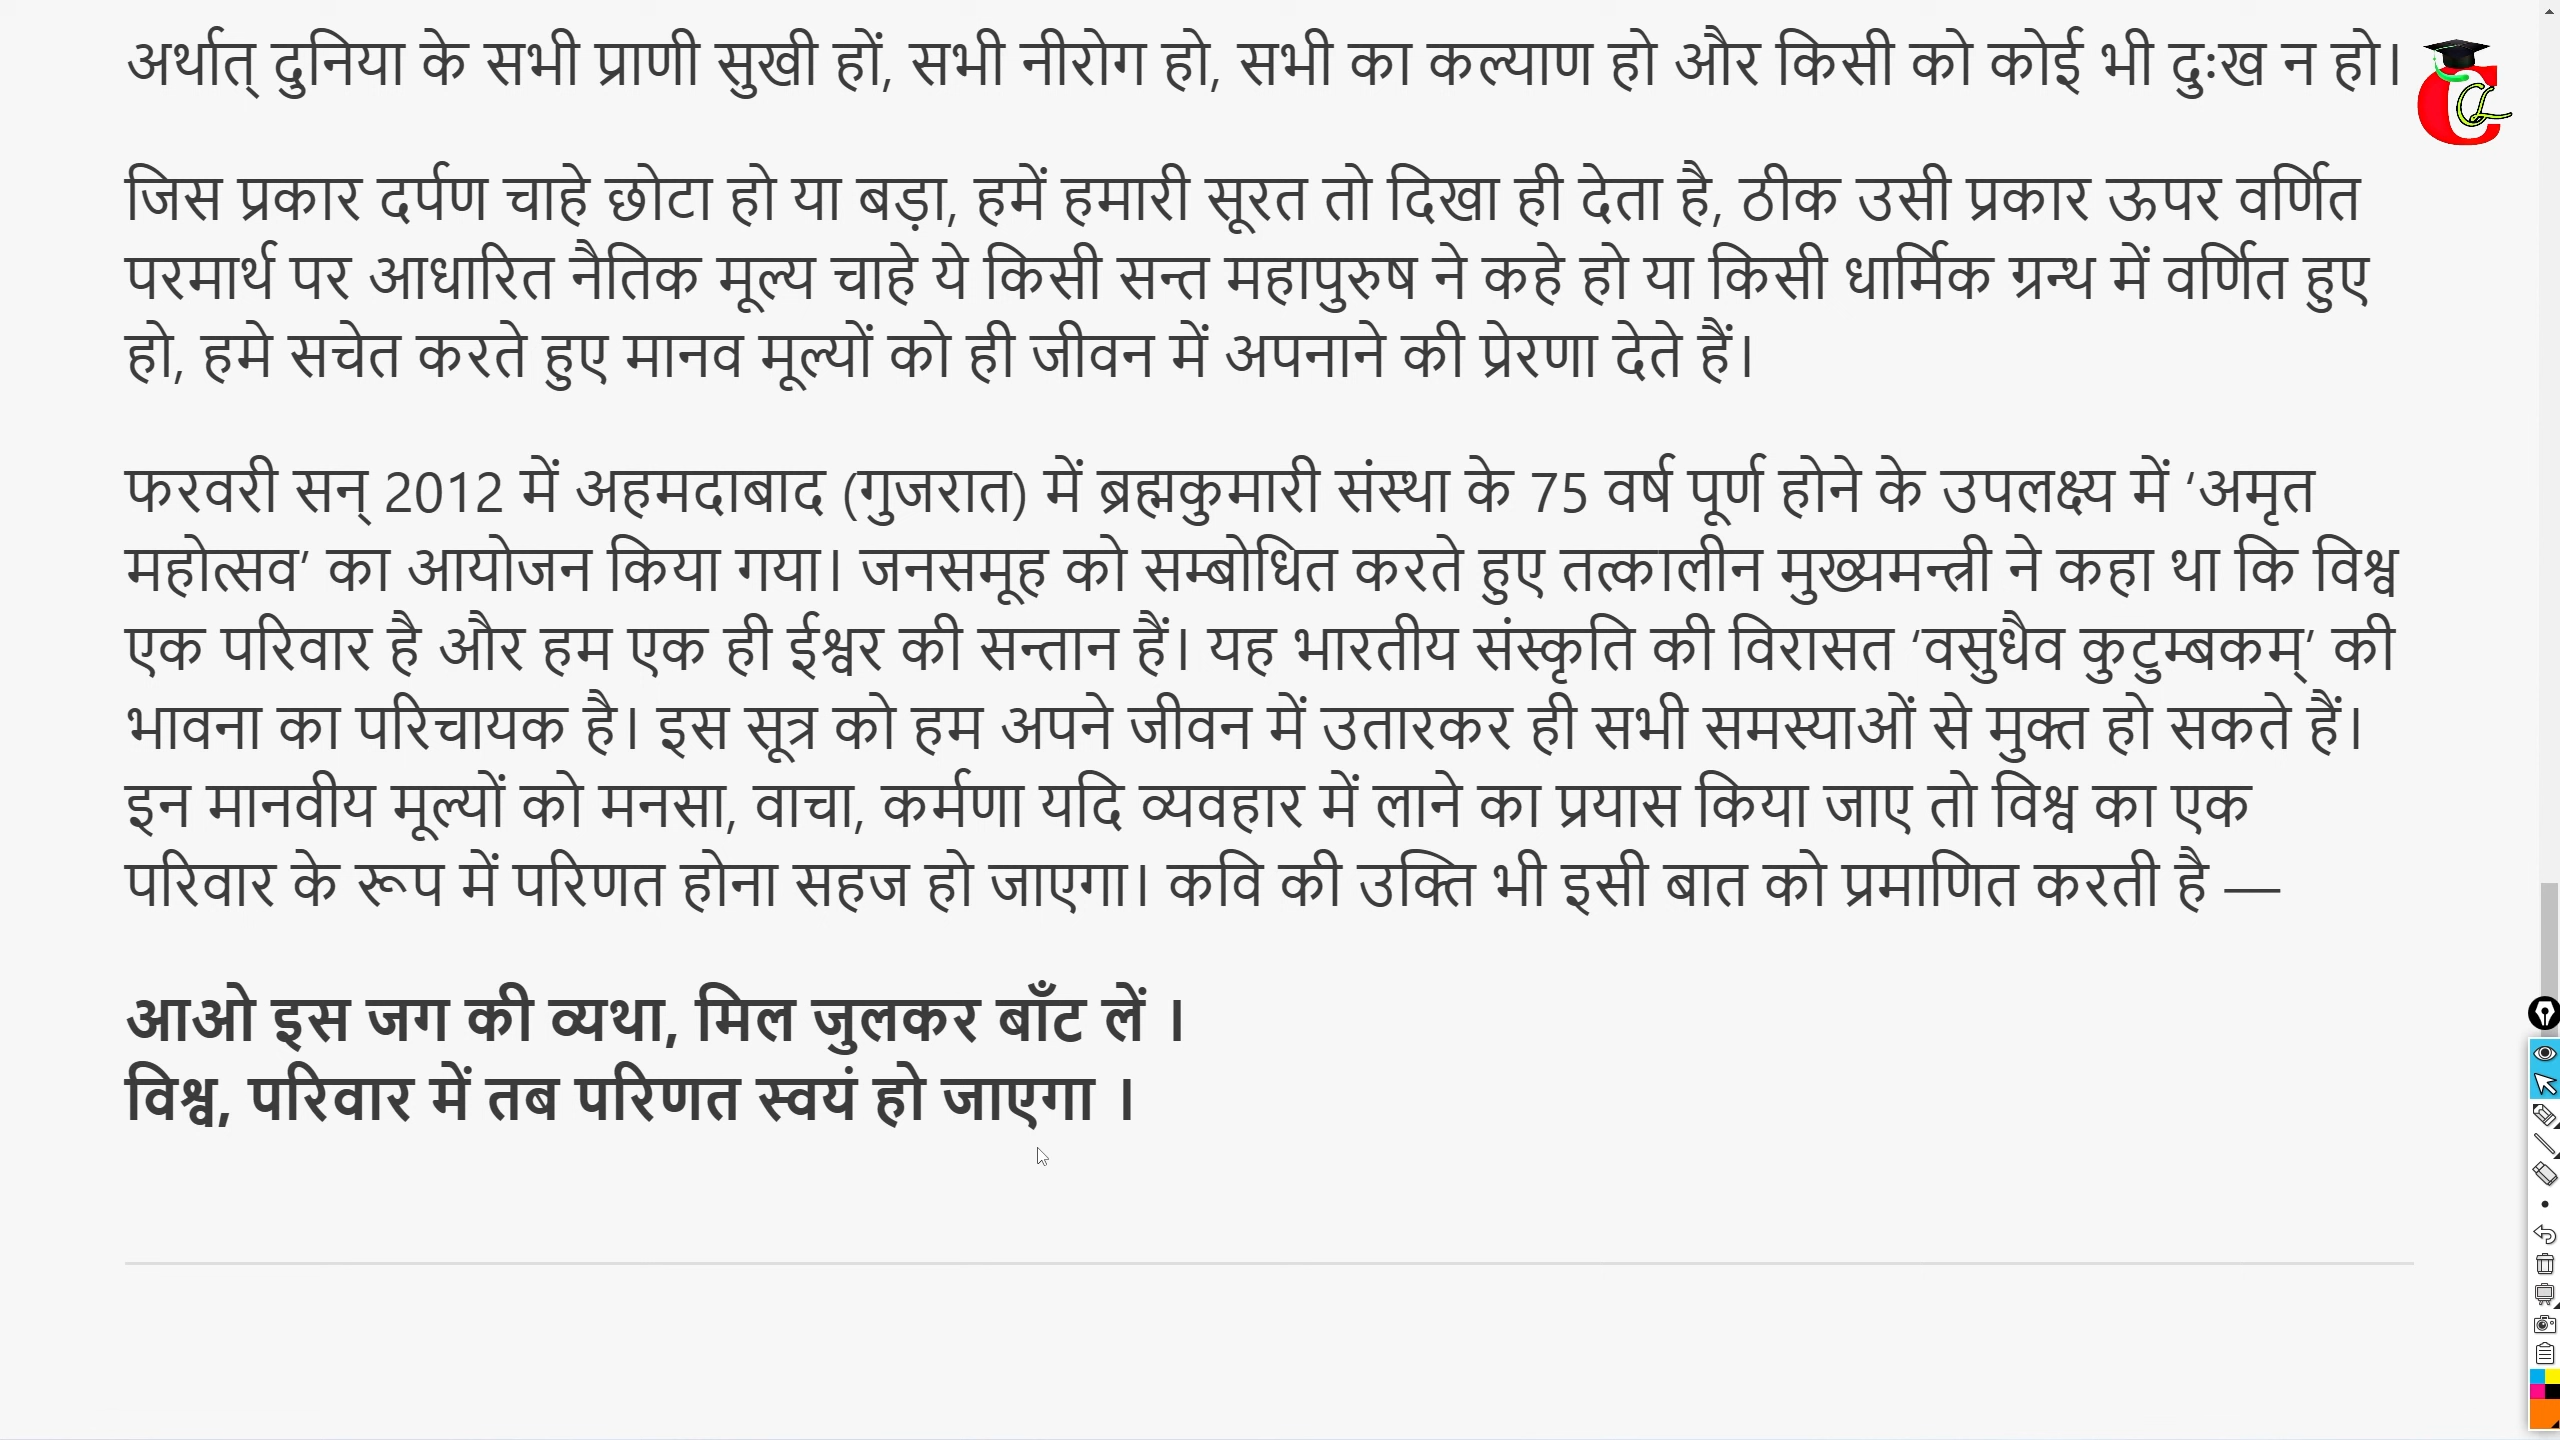 अर्थात् दुनिया के सभी प्राणी सुखी हों, सभी नीरोग हो, सभी का कल्याण हो और किसी को कोई भी दुःख न हो।
जिस प्रकार दर्पण चाहे छोटा हो या बड़ा, हमें हमारी सूरत तो दिखा ही देता है, ठीक उसी प्रकार ऊपर वर्णित
परमार्थ पर आधारित नैतिक मूल्य चाहे ये किसी सन्त महापुरुष ने कहे हो या किसी धार्मिक ग्रन्थ में वर्णित हुए
हो, हमे सचेत करते हुए मानव मूल्यों को ही जीवन में अपनाने की प्रेरणा देते हैं।
फरवरी सन् 2012 में अहमदाबाद (गुजरात) में ब्रह्मकुमारी संस्था के 75 वर्ष पूर्ण होने के उपलक्ष्य में ‘अमृत
महोत्सव’ का आयोजन किया गया। जनसमूह को सम्बोधित करते हुए तत्कालीन मुख्यमन्त्री ने कहा था कि विश्व
एक परिवार है और हम एक ही ईश्वर की सन्तान हैं। यह भारतीय संस्कृति की विरासत ‘वसुधैव कुटुम्बकम्’ की
भावना का परिचायक है। इस सूत्र को हम अपने जीवन में उतारकर ही सभी समस्याओं से मुक्त हो सकते हैं।
इन मानवीय मूल्यों को मनसा, वाचा, कर्मणा यदि व्यवहार में लाने का प्रयास किया जाए तो विश्व का एक
परिवार के रूप में परिणत होना सहज हो जाएगा। कवि की उक्ति भी इसी बात को प्रमाणित करती है —
आओ इस जग की व्यथा, मिल जुलकर बाँट लें ।
विश्व, परिवार में तब परिणत स्वयं हो जाएगा ।